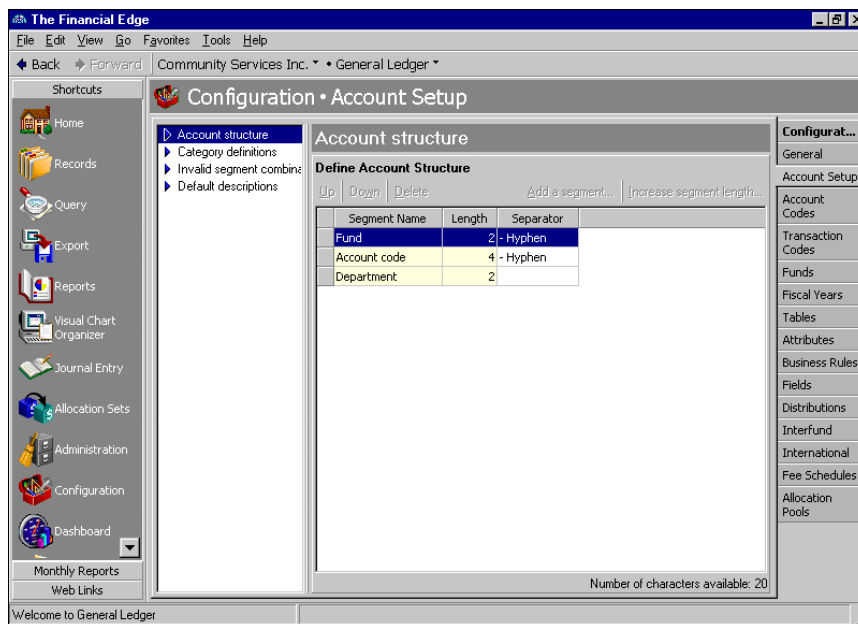 The Financial Edge
File Edit View Go Favorites Tools Help
Back Forward Community Services Inc. • General Ledger
Shortcuts
Home
Records
Query
Export
Reports
Visual Chart
Organizer
Journal Entry
Allocation Sets
Administration
Configuration
Dashboard
Monthly Reports
Web Links
Configuration • Account Setup
Account structure
Category definitions
Invalid segment combina
Default descriptions
Account structure
Define Account Structure
Up Down Delete Add a segment... Increase segment length...
Segment Name Length Separator
Fund 2 - Hyphen
Account code 4 - Hyphen
Department 2
Number of characters available: 20
Configurat...
General
Account Setup
Account
Codes
Transaction
Codes
Funds
Fiscal Years
Tables
Attributes
Business Rules
Fields
Distributions
Interfund
International
Fee Schedules
Allocation
Pools
Welcome to General Ledger